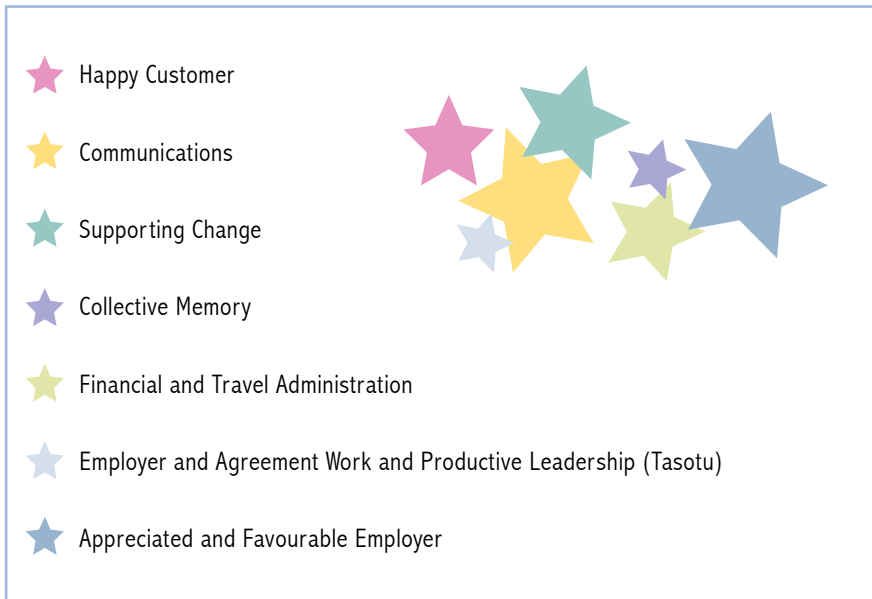 Happy Customer
Communications
Supporting Change
Collective Memory
Financial and Travel Administration
Employer and Agreement Work and Productive Leadership (Tasotu)
Appreciated and Favourable Employer